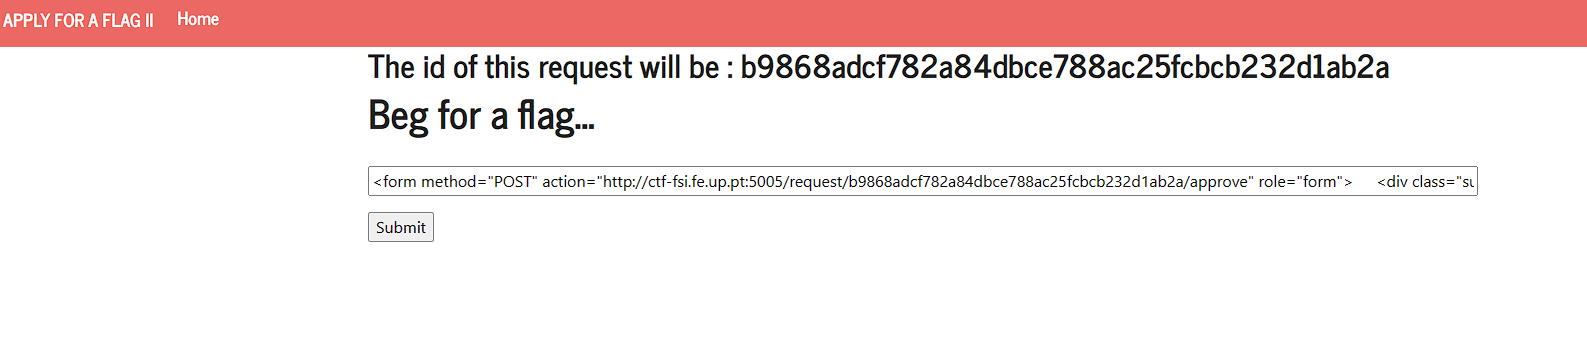 APPLY FOR A FLAG II Home
The id of this request will be : b9868adcf782a84dbce788ac25fcbcb232d1ab2a
Beg for a flag...
<form method="POST" action="http://ctf-fsi.fe.up.pt:5005/request/b9868adcf782a84dbce788ac25fcbcb232d1ab2a/approve" role="form"> <div class="su
Submit